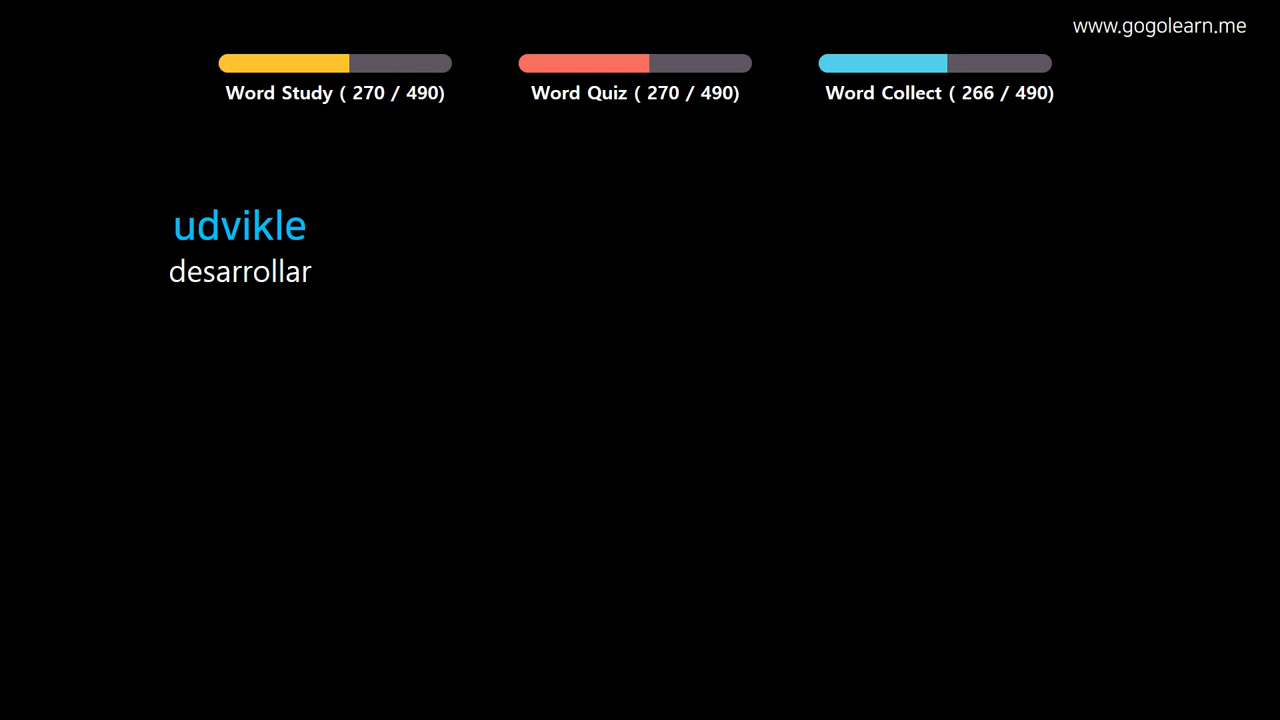 www.gogolearn.me
Word Study ( 270 / 490)
Word Quiz ( 270 / 490)
Word Collect ( 266 / 490)
udvikle
desarrollar